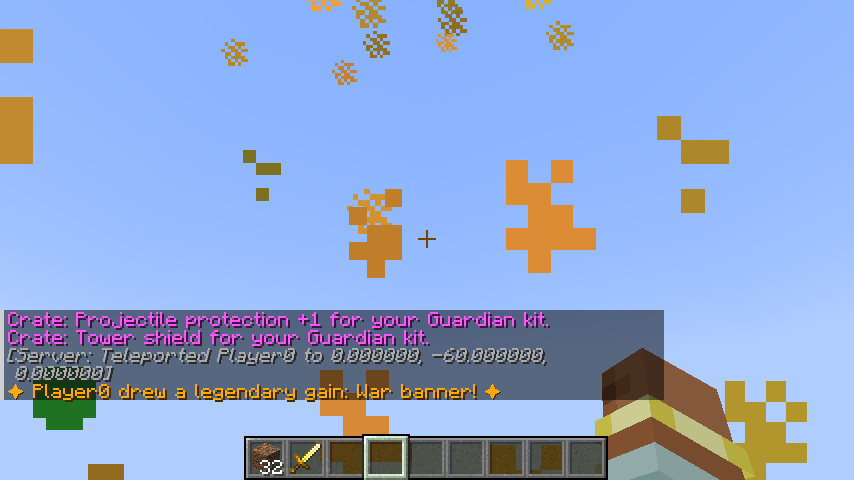 Crate: Projectile protection +1 for your Guardian kit.
Crate: Tower shield for your Guardian kit.
[Server: Teleported Player0 to 0.000000, -60.000000,
0.000000]
✦ Player0 drew a legendary gain: War banner! ✦
32